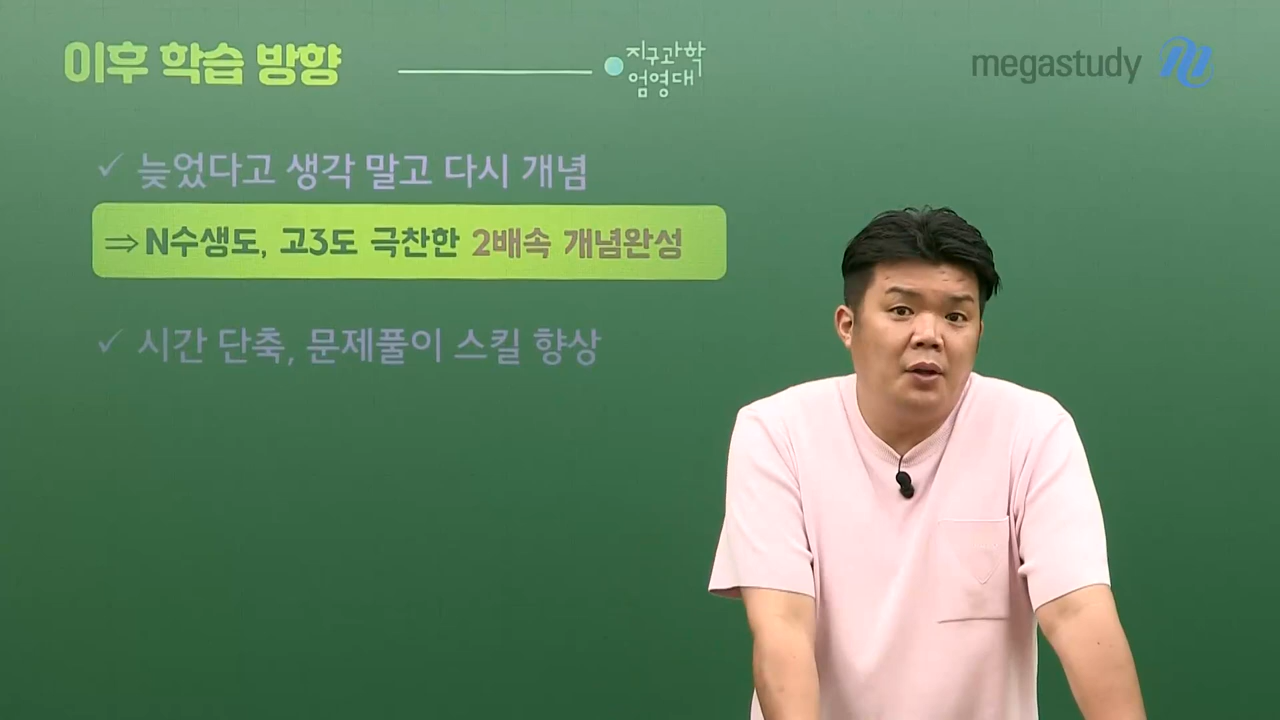 이후 학습 방향
지구과학
엄영대
megastudy
✓ 늦었다고 생각 말고 다시 개념
⇒ N수생도, 고3도 극찬한 2배속 개념완성
✓ 시간 단축, 문제풀이 스킬 향상